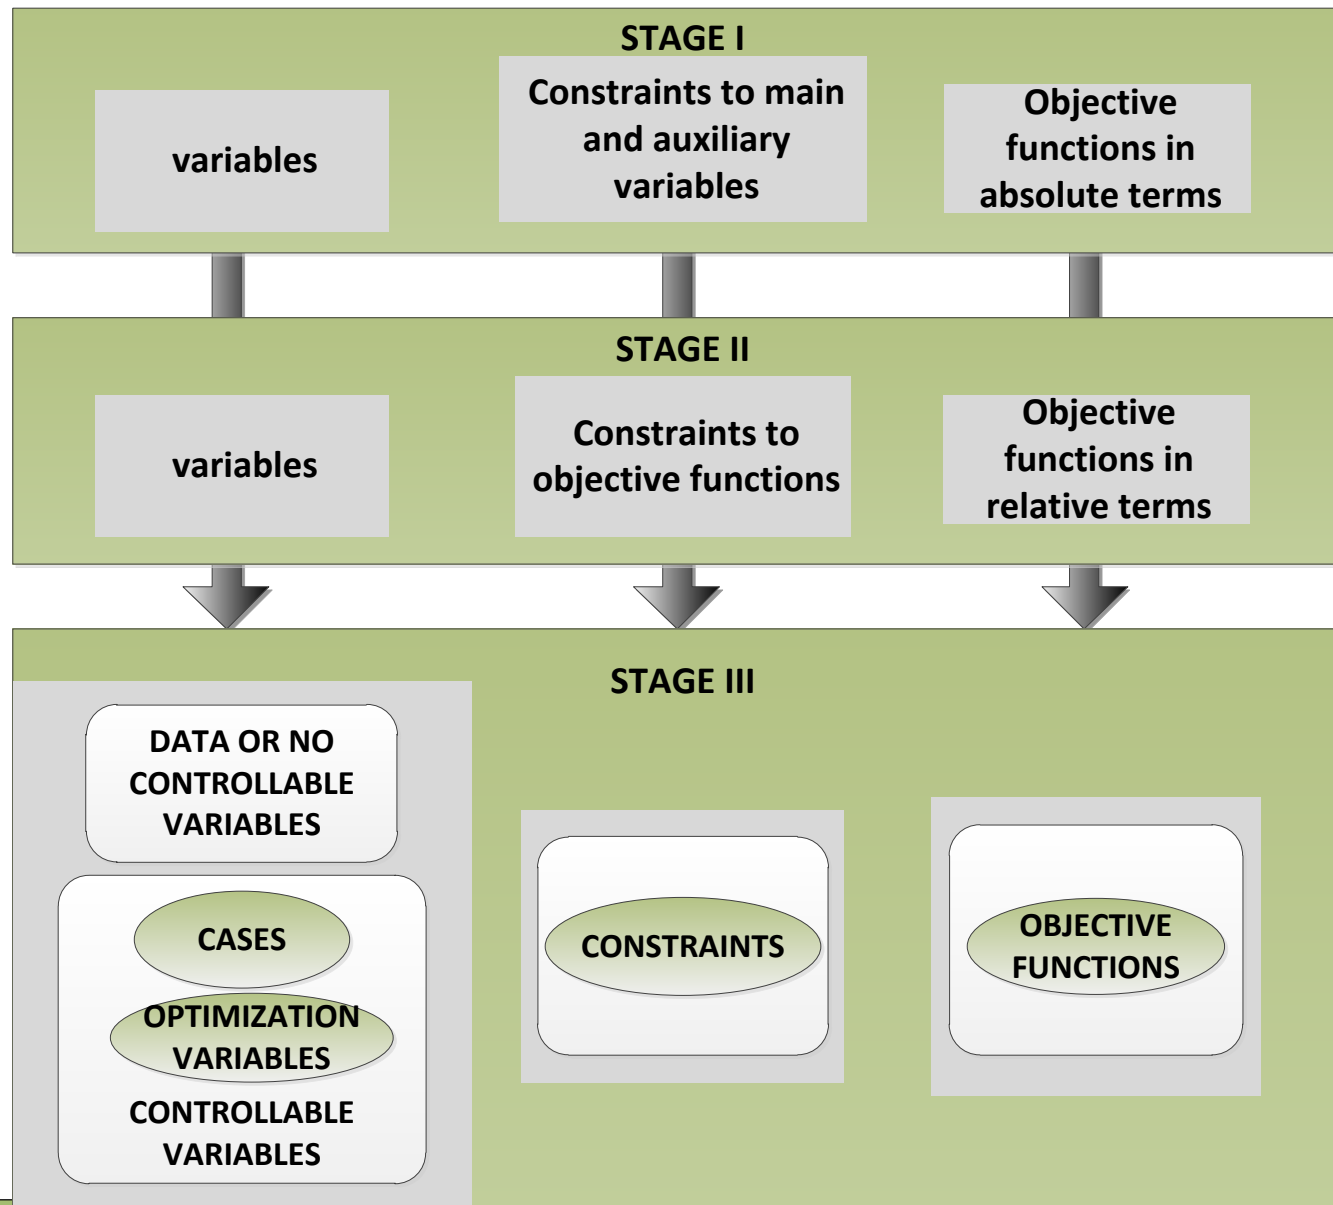 STAGE I
variables
Constraints to main
and auxiliary
variables
Objective
functions in
absolute terms
STAGE II
variables
Constraints to
objective functions
Objective
functions in
relative terms
STAGE III
DATA OR NO
CONTROLLABLE
VARIABLES
CASES
OPTIMIZATION
VARIABLES
CONTROLLABLE
VARIABLES
CONSTRAINTS
OBJECTIVE
FUNCTIONS